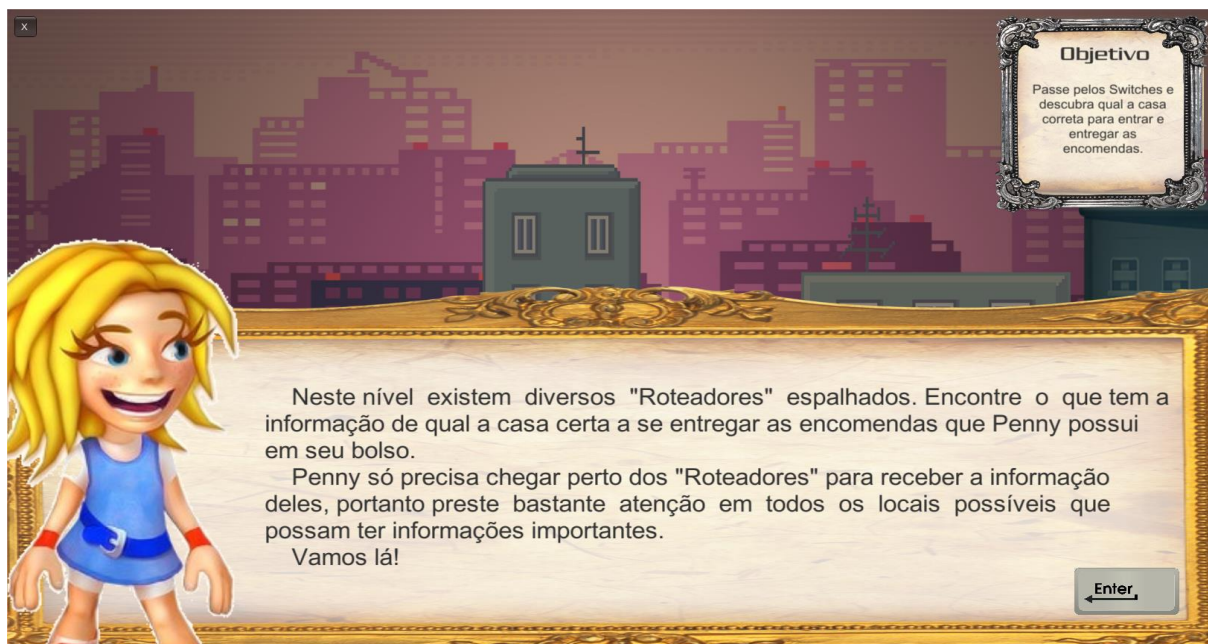 X
Objetivo
Passe pelos Switches e
descubra qual a casa
correta para entrar e
entregar as
encomendas.
Neste nível existem diversos "Roteadores" espalhados. Encontre o que tem a
informação de qual a casa certa a se entregar as encomendas que Penny possui
em seu bolso.
Penny só precisa chegar perto dos "Roteadores" para receber a informação
deles, portanto preste bastante atenção em todos os locais possíveis que
possam ter informações importantes.
Vamos lá!
Enter